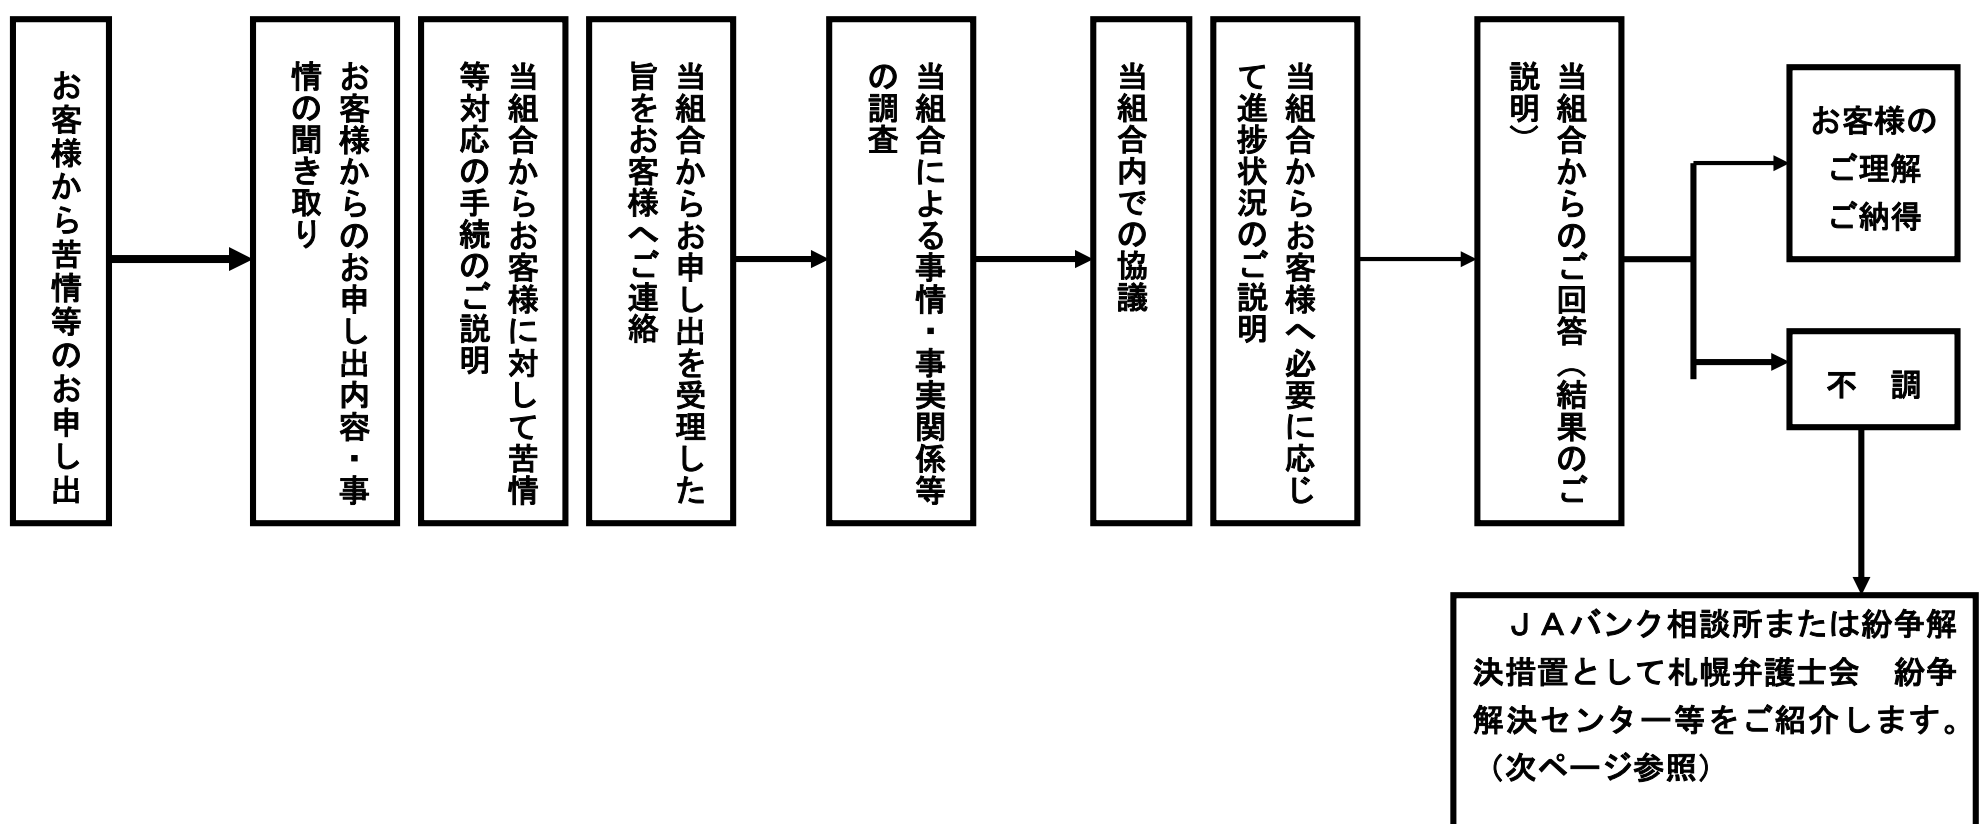 お客様から苦情等のお申し出
お客様からのお申し出内容・事
情の聞き取り
当組合からお客様に対して苦情
等対応の手続のご説明
当組合からお申し出を受理した
旨をお客様へご連絡
当組合による事情・事実関係等
の調査
当組合内での協議
当組合からお客様へ必要に応じ
て進捗状況のご説明
当組合からのご回答（結果のご
説明）
お客様の
ご理解
ご納得
不　調
ＪＡバンク相談所または紛争解
決措置として札幌弁護士会　紛争
解決センター等をご紹介します。
（次ページ参照）